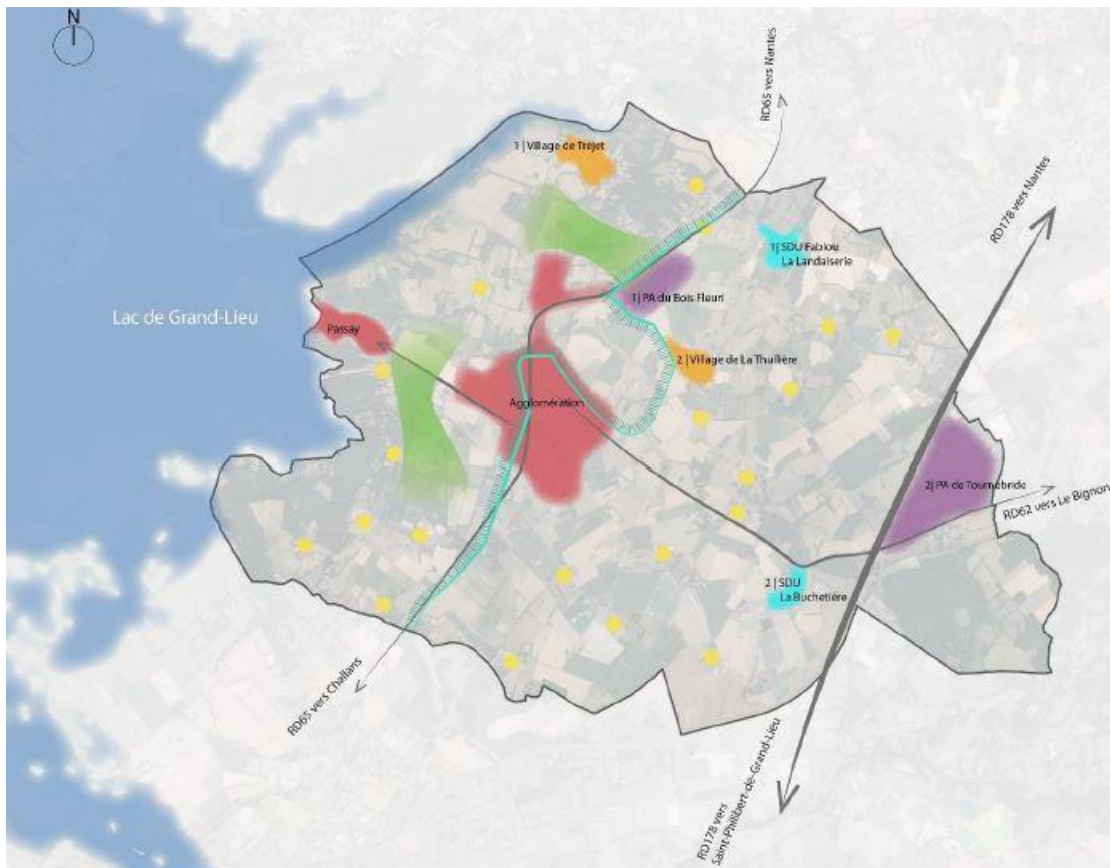 N
RD65 vers Nantes
1 | Village de Tréjet
RD178 vers Nantes
1| SDU Fablou
La Landaiserie
1| PA du Bois Fleuri
Lac de Grand-Lieu
Passay
2 | Village de La Thuilière
Agglomération
2| PA de Tournebride
RD62 vers Le Bignon
2 | SDU
La Buchetière
RD65 vers Challans
RD178 vers
Saint-Philibert-de-Grand-Lieu